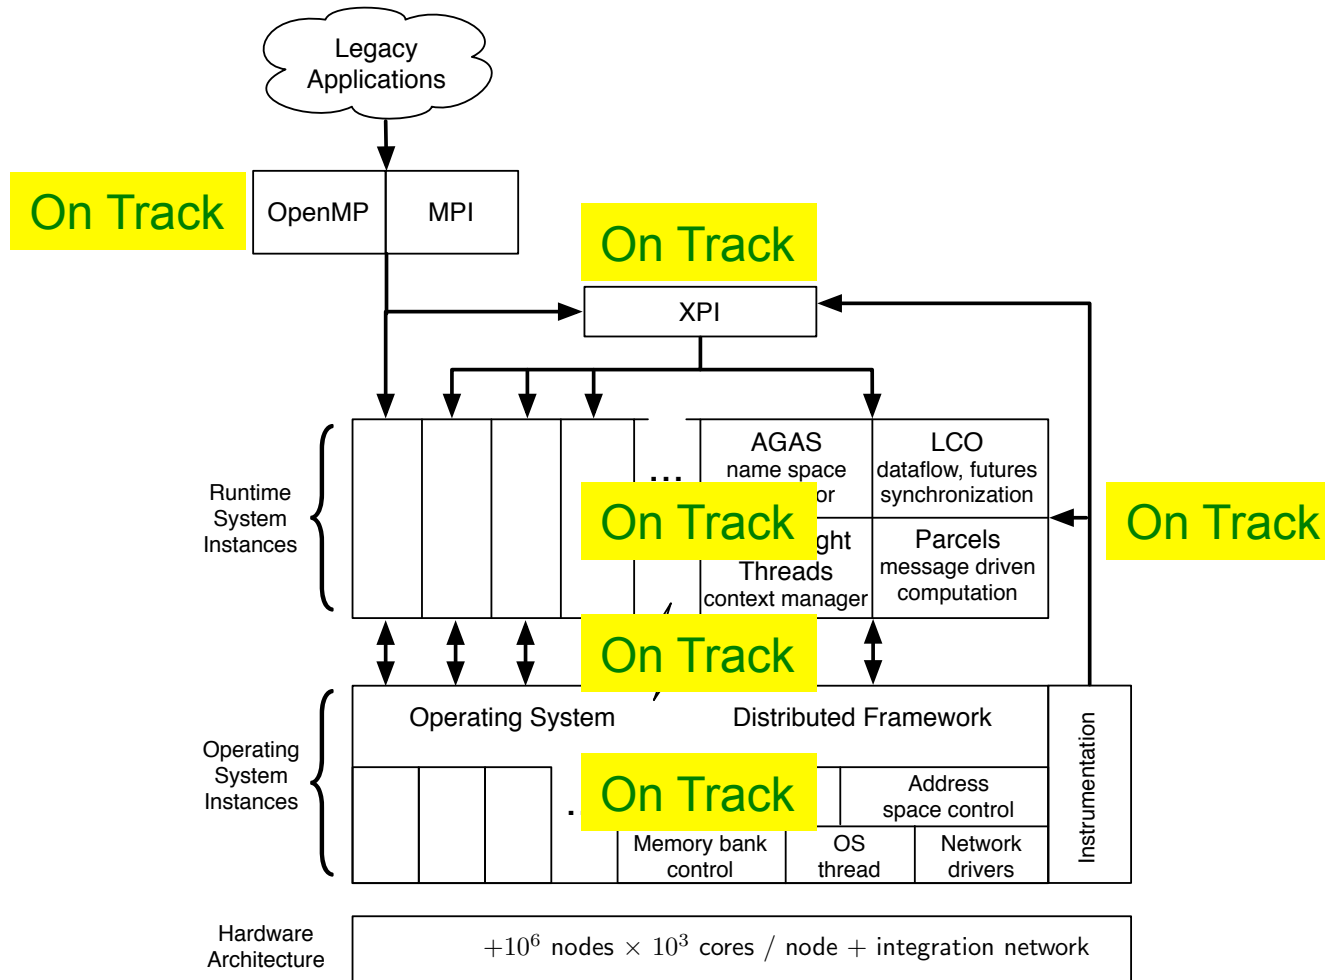 Legacy
Applications
On Track
OpenMP
MPI
On Track
XPI
Runtime
System
Instances
...
AGAS
name space
or
LCO
dataflow, futures
synchronization
On Track
On Track
ght
Threads
context manager
Parcels
message driven
computation
On Track
Operating
System
Instances
Operating System
Distributed Framework
Instrumentation
On Track
Address
space control
Memory bank
control
OS
thread
Network
drivers
Hardware
Architecture
+10⁶ nodes × 10³ cores / node + integration network